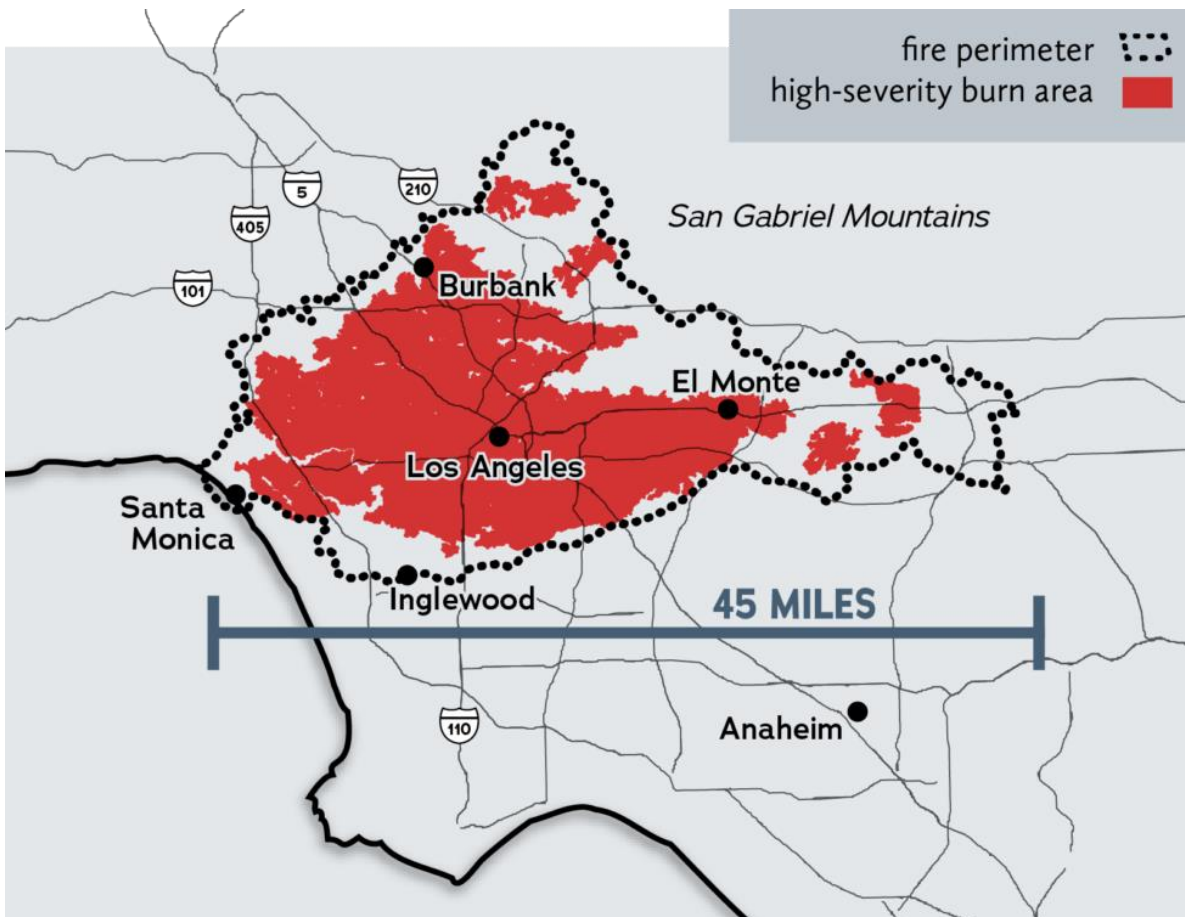 fire perimeter
high-severity burn area
5
210
405
San Gabriel Mountains
101
Burbank
El Monte
Los Angeles
Santa
Monica
Inglewood
45 MILES
110
Anaheim